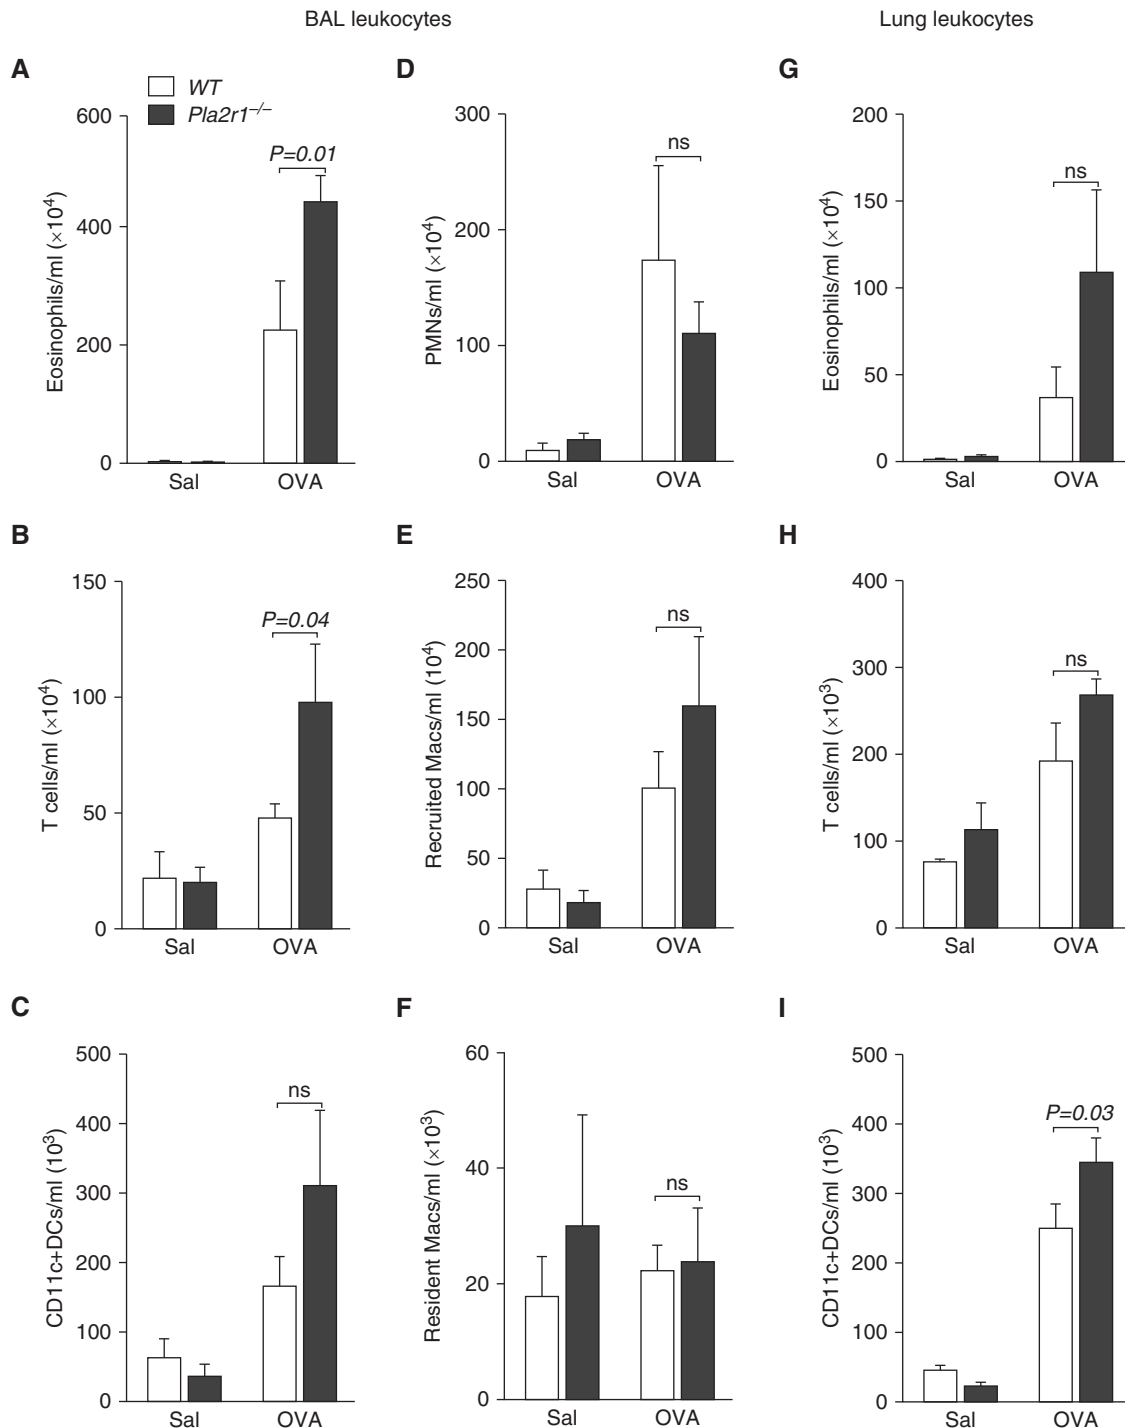 BAL leukocytes
Lung leukocytes
A
WT
Pla2r1⁻/⁻
Eosinophils/ml (×10⁴)
600
400
200
0
P=0.01
Sal
OVA
D
PMNs/ml (×10⁴)
300
200
100
0
ns
Sal
OVA
G
Eosinophils/ml (×10⁴)
200
150
100
50
0
ns
Sal
OVA
B
T cells/ml (×10⁴)
150
100
50
0
P=0.04
Sal
OVA
E
Recruited Macs/ml (10⁴)
250
200
150
100
50
0
ns
Sal
OVA
H
T cells/ml (×10³)
400
300
200
100
0
ns
Sal
OVA
C
CD11c+DCs/ml (10³)
500
400
300
200
100
0
ns
Sal
OVA
F
Resident Macs/ml (×10³)
60
40
20
0
ns
Sal
OVA
I
CD11c+DCs/ml (10³)
500
400
300
200
100
0
P=0.03
Sal
OVA